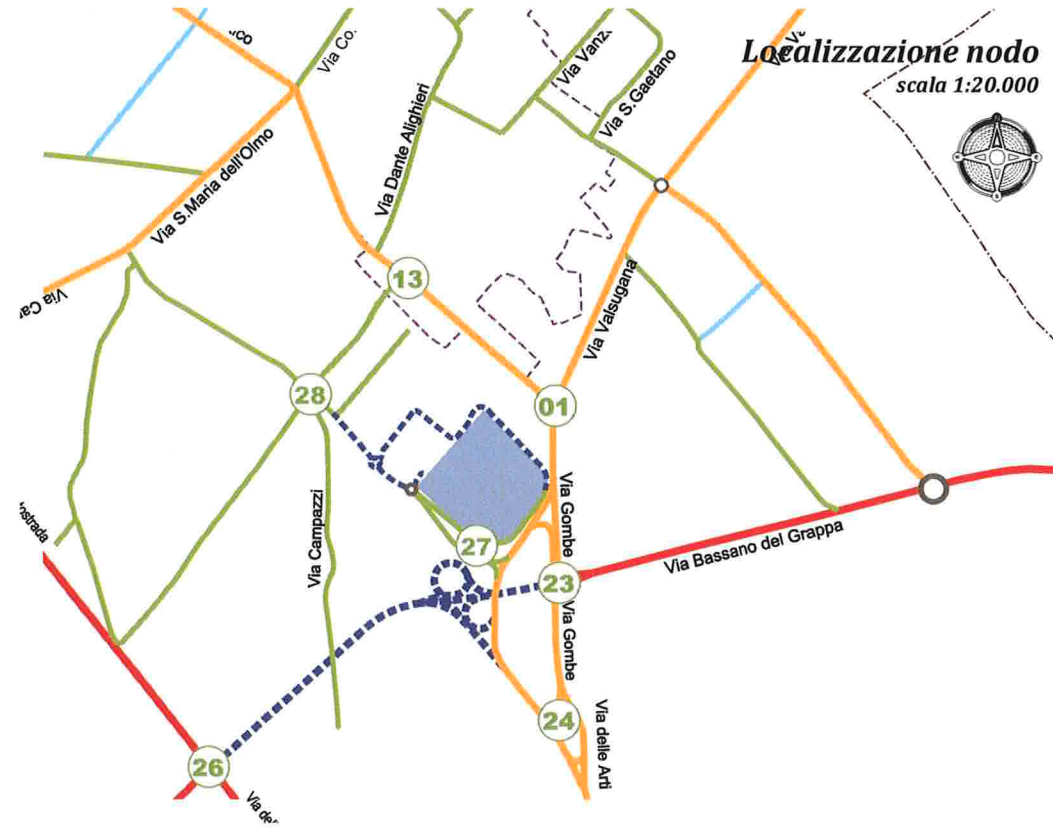 Localizzazione nodo
scala 1:20.000
Via Co.
Via Vanz
Via S.Gaetano
Via Dante Alighieri
Via S.Maria dell'Olmo
13
Via Valsugana
28
01
Via Gombe
Via Campazzi
27
Via Bassano del Grappa
23
Via Gombe
24
Via delle Arti
26